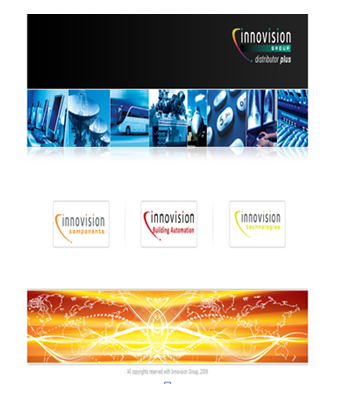 innovision
GROUP
distributor plus
innovision
components
innovision
Building Automation
innovision
technologies
All copyrights reserved with Innovision Group, 2009